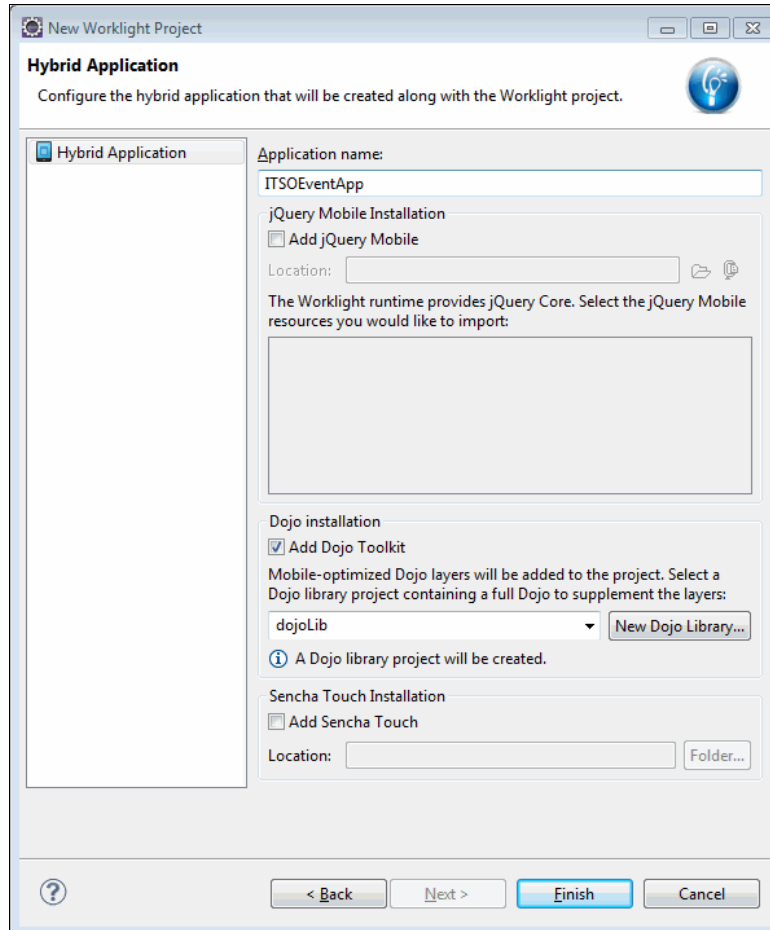 New Worklight Project
Hybrid Application
Configure the hybrid application that will be created along with the Worklight project.
Hybrid Application
Application name:
ITSOEventApp
jQuery Mobile Installation
Add jQuery Mobile
Location:
The Worklight runtime provides jQuery Core. Select the jQuery Mobile
resources you would like to import:
Dojo installation
Add Dojo Toolkit
Mobile-optimized Dojo layers will be added to the project. Select a
Dojo library project containing a full Dojo to supplement the layers:
dojoLib
New Dojo Library...
A Dojo library project will be created.
Sencha Touch Installation
Add Sencha Touch
Location:
Folder...
< Back
Next >
Finish
Cancel